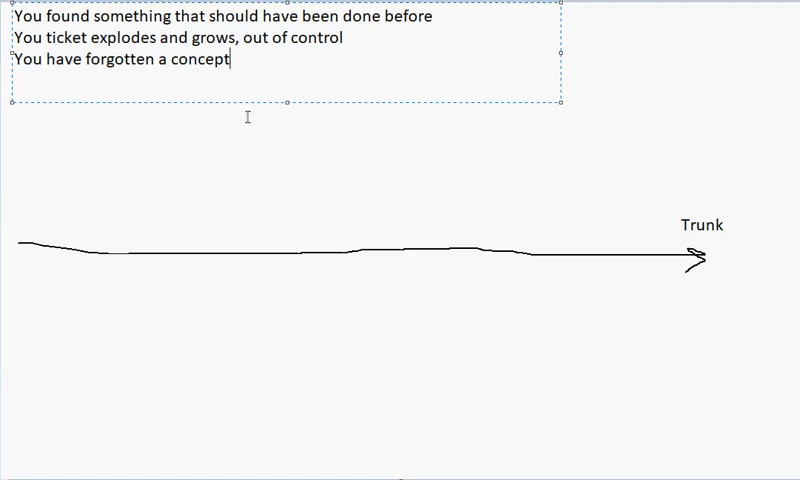 You found something that should have been done before
You ticket explodes and grows, out of control
You have forgotten a concept
Trunk